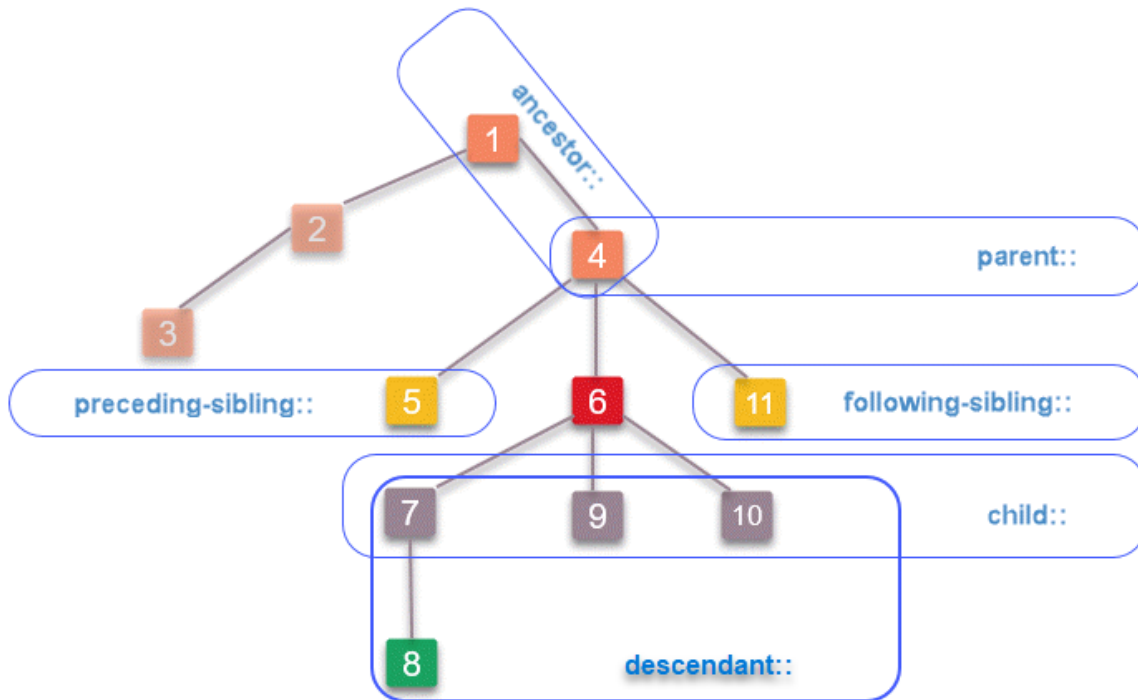 ancestor::
1
2
4
parent::
3
preceding-sibling:: 5
6
11 following-sibling::
7
9
10
child::
8
descendant::